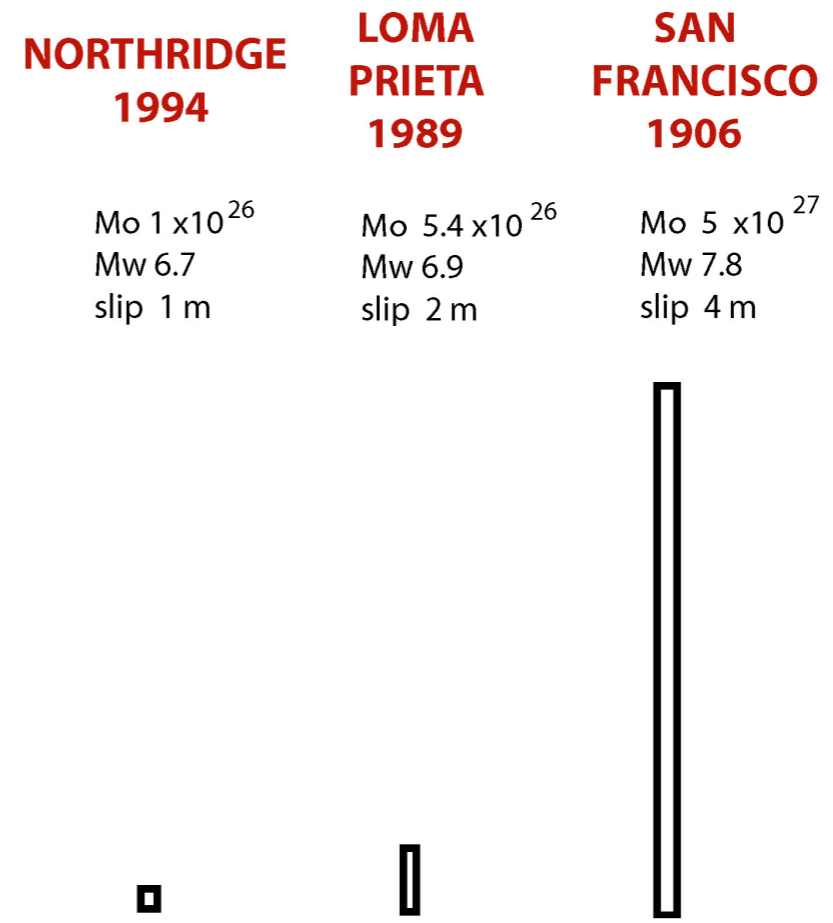 NORTHRIDGE
1994
Mo 1 x10 26
Mw 6.7
slip 1 m
LOMA
PRIETA
1989
Mo 5.4 x10 26
Mw 6.9
slip 2 m
SAN
FRANCISCO
1906
Mo 5 x10 27
Mw 7.8
slip 4 m